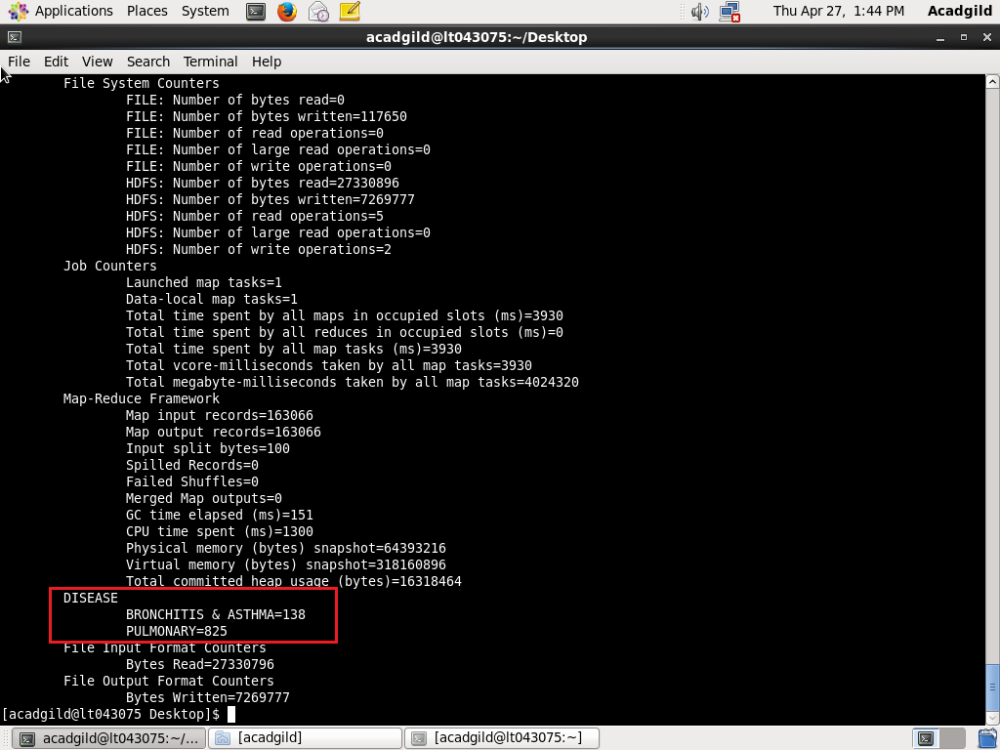 Applications Places System Thu Apr 27, 1:44 PM Acadgild
acadgild@lt043075:~/Desktop
File Edit View Search Terminal Help
File System Counters
FILE: Number of bytes read=0
FILE: Number of bytes written=117650
FILE: Number of read operations=0
FILE: Number of large read operations=0
FILE: Number of write operations=0
HDFS: Number of bytes read=27330896
HDFS: Number of bytes written=7269777
HDFS: Number of read operations=5
HDFS: Number of large read operations=0
HDFS: Number of write operations=2
Job Counters
Launched map tasks=1
Data-local map tasks=1
Total time spent by all maps in occupied slots (ms)=3930
Total time spent by all reduces in occupied slots (ms)=0
Total time spent by all map tasks (ms)=3930
Total vcore-milliseconds taken by all map tasks=3930
Total megabyte-milliseconds taken by all map tasks=4024320
Map-Reduce Framework
Map input records=163066
Map output records=163066
Input split bytes=100
Spilled Records=0
Failed Shuffles=0
Merged Map outputs=0
GC time elapsed (ms)=151
CPU time spent (ms)=1300
Physical memory (bytes) snapshot=64393216
Virtual memory (bytes) snapshot=318160896
Total committed heap usage (bytes)=16318464
DISEASE
BRONCHITIS & ASTHMA=138
PULMONARY=825
File Input Format Counters
Bytes Read=27330796
File Output Format Counters
Bytes Written=7269777
[acadgild@lt043075 Desktop]$
acadgild@lt043075:~/... [acadgild] [acadgild@lt043075:~]